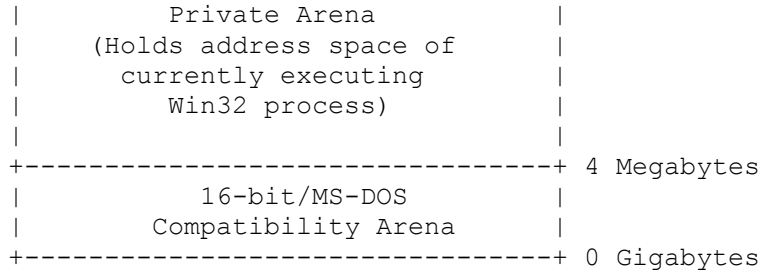 |         Private Arena           |
|     (Holds address space of     |
|       currently executing       |
|         Win32 process)          |
|                                 |
+---------------------------------+ 4 Megabytes
|           16-bit/MS-DOS         |
|        Compatibility Arena      |
+---------------------------------+ 0 Gigabytes